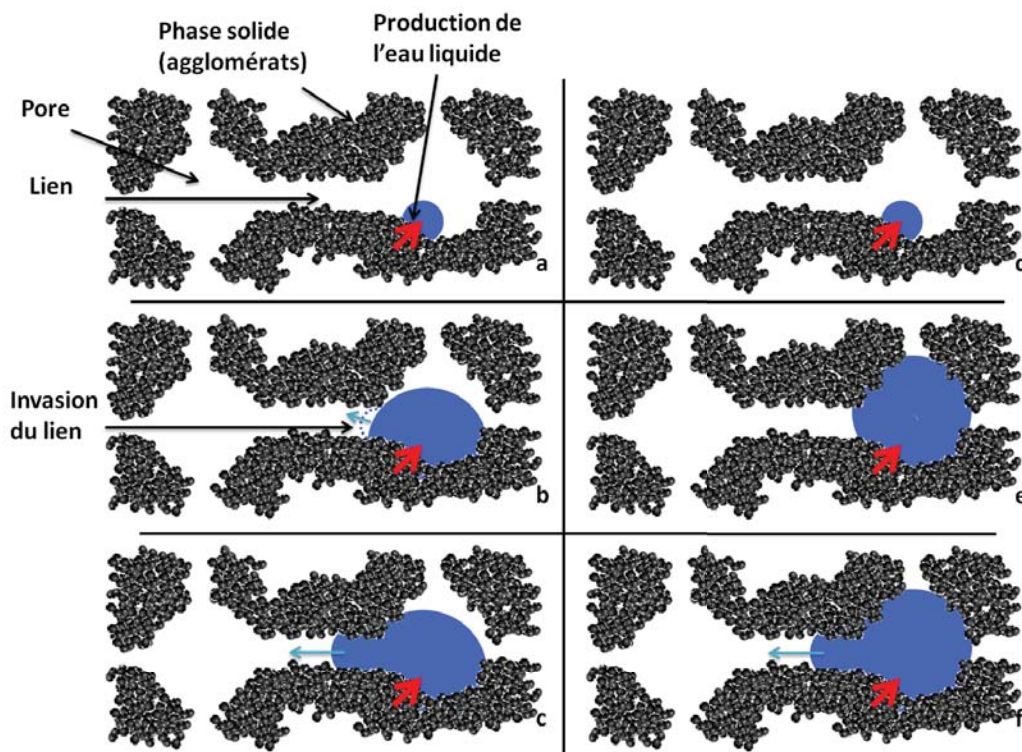 Phase solide
(agglomérats)
Production de
l'eau liquide
Pore
Lien
a
d
Invasion
du lien
b
e
c
f